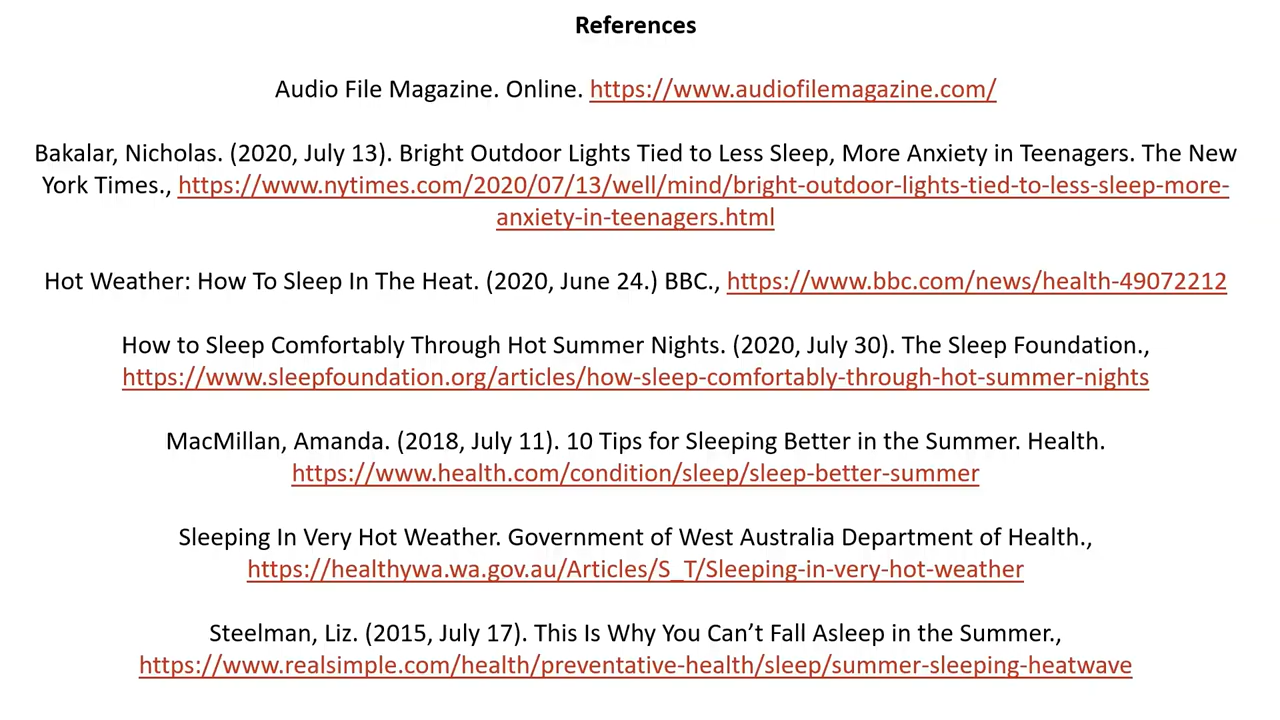 References
Audio File Magazine. Online. https://www.audiofilemagazine.com/
Bakalar, Nicholas. (2020, July 13). Bright Outdoor Lights Tied to Less Sleep, More Anxiety in Teenagers. The New
York Times., https://www.nytimes.com/2020/07/13/well/mind/bright-outdoor-lights-tied-to-less-sleep-more-
anxiety-in-teenagers.html
Hot Weather: How To Sleep In The Heat. (2020, June 24.) BBC., https://www.bbc.com/news/health-49072212
How to Sleep Comfortably Through Hot Summer Nights. (2020, July 30). The Sleep Foundation.,
https://www.sleepfoundation.org/articles/how-sleep-comfortably-through-hot-summer-nights
MacMillan, Amanda. (2018, July 11). 10 Tips for Sleeping Better in the Summer. Health.
https://www.health.com/condition/sleep/sleep-better-summer
Sleeping In Very Hot Weather. Government of West Australia Department of Health.,
https://healthywa.wa.gov.au/Articles/S_T/Sleeping-in-very-hot-weather
Steelman, Liz. (2015, July 17). This Is Why You Can’t Fall Asleep in the Summer.,
https://www.realsimple.com/health/preventative-health/sleep/summer-sleeping-heatwave